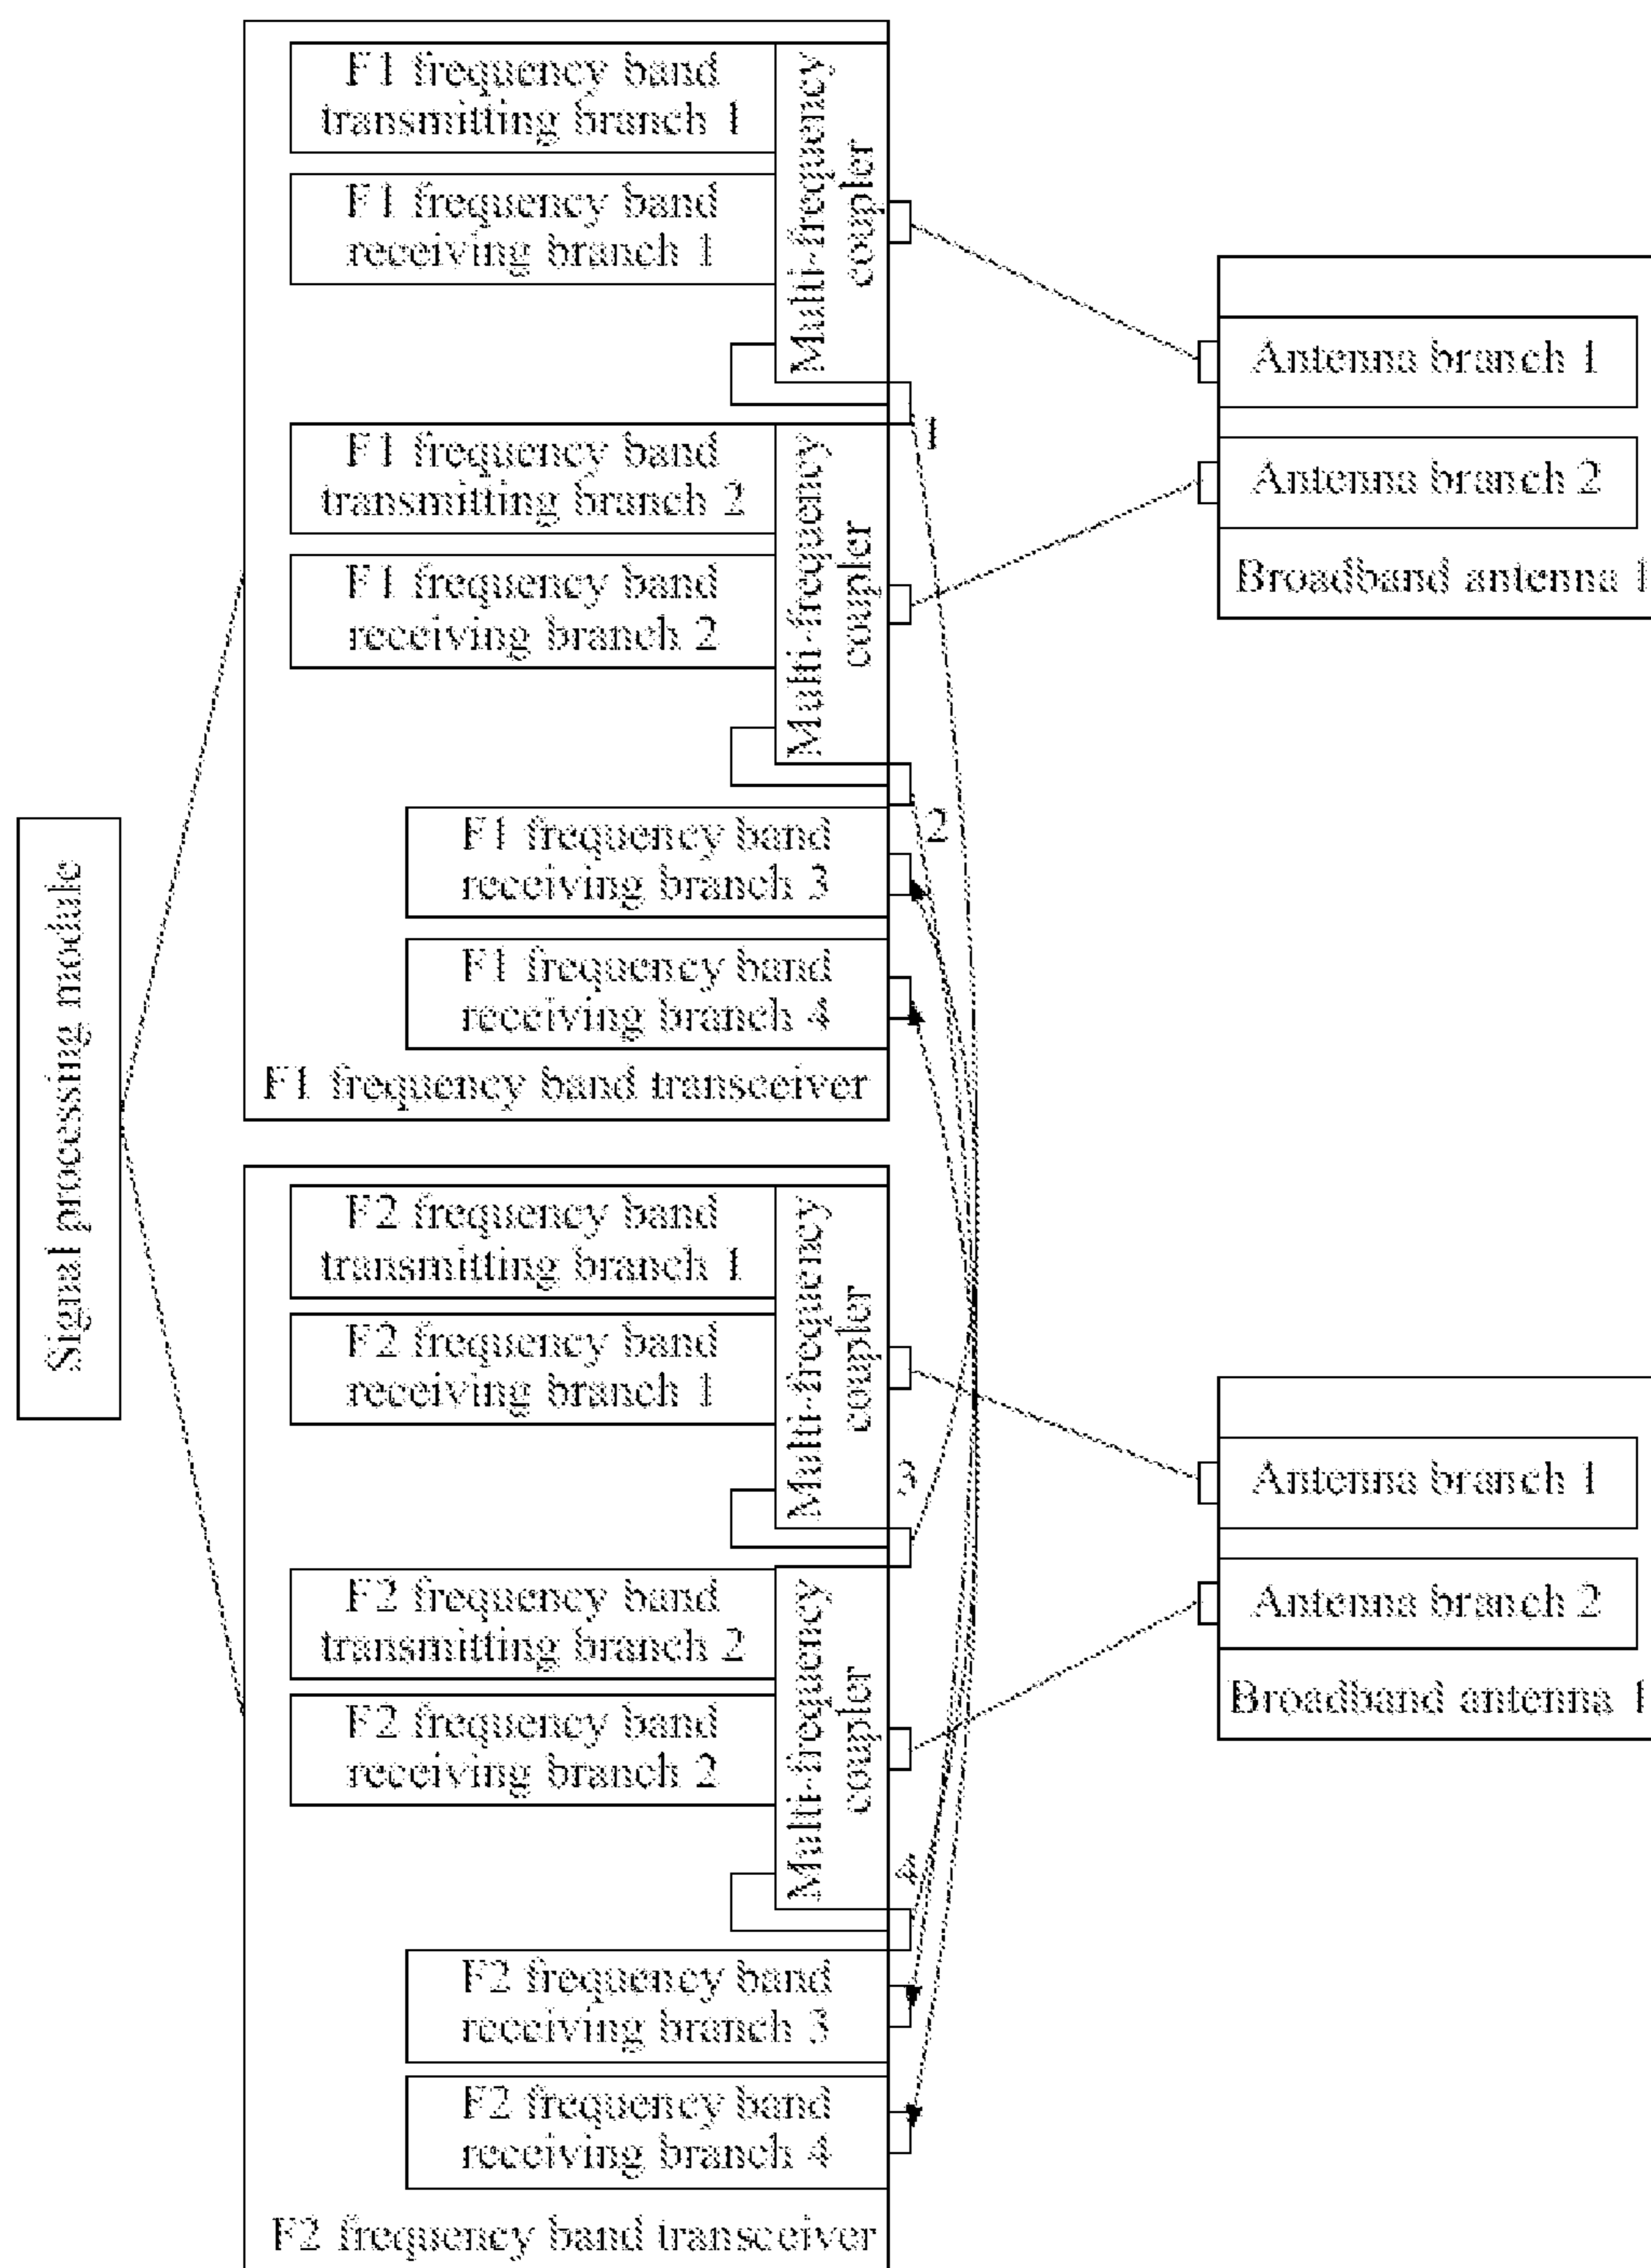 Signal processing module
F1 frequency band
transmitting branch 1
F1 frequency band
receiving branch 1
Multi-frequency
coupler
1
F1 frequency band
transmitting branch 2
F1 frequency band
receiving branch 2
Multi-frequency
coupler
2
F1 frequency band
receiving branch 3
F1 frequency band
receiving branch 4
F1 frequency band transceiver
Antenna branch 1
Antenna branch 2
Broadband antenna 1
F2 frequency band
transmitting branch 1
F2 frequency band
receiving branch 1
Multi-frequency
coupler
3
F2 frequency band
transmitting branch 2
F2 frequency band
receiving branch 2
Multi-frequency
coupler
4
F2 frequency band
receiving branch 3
F2 frequency band
receiving branch 4
F2 frequency band transceiver
Antenna branch 1
Antenna branch 2
Broadband antenna 1